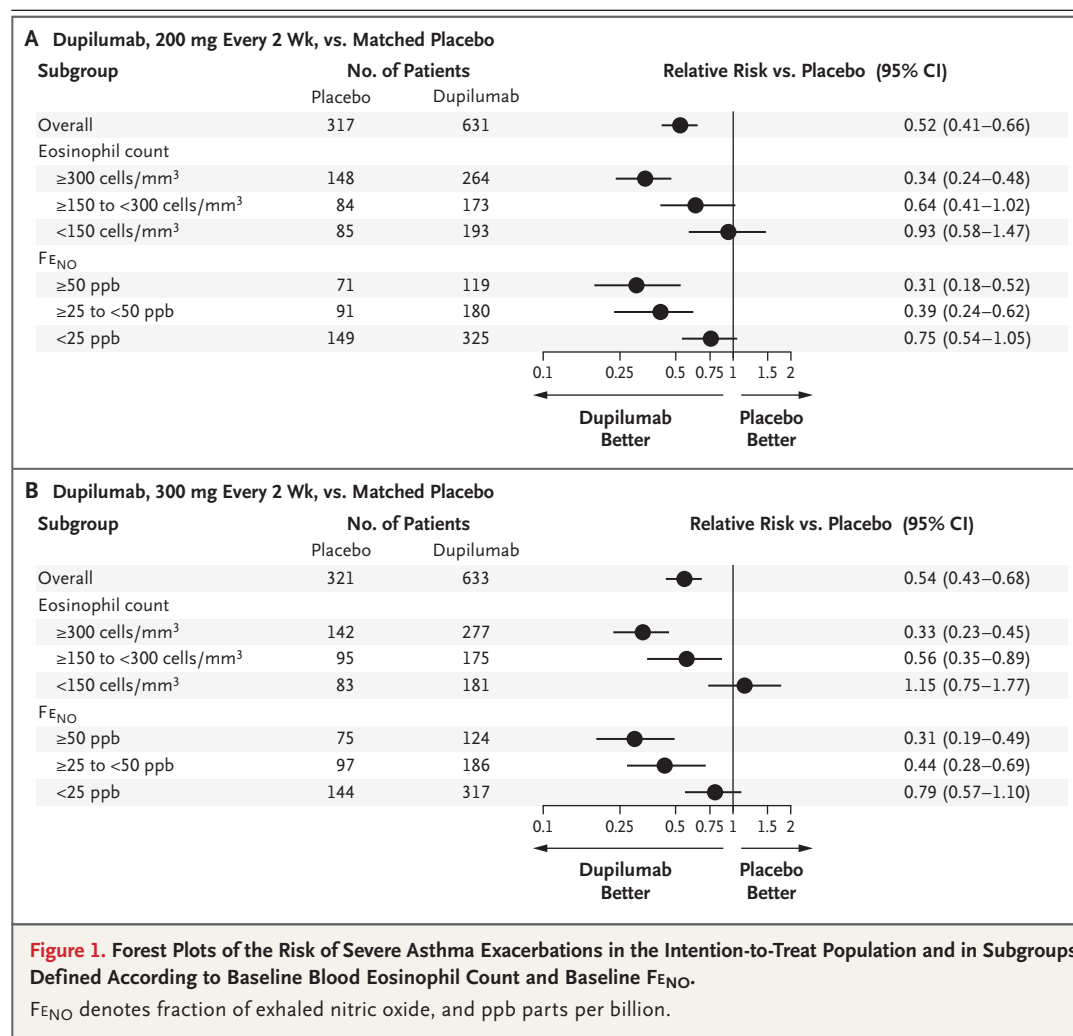 A Dupilumab, 200 mg Every 2 Wk, vs. Matched Placebo
Subgroup No. of Patients Relative Risk vs. Placebo (95% CI)
Placebo Dupilumab
Overall 317 631 0.52 (0.41–0.66)
Eosinophil count
≥300 cells/mm³ 148 264 0.34 (0.24–0.48)
≥150 to <300 cells/mm³ 84 173 0.64 (0.41–1.02)
<150 cells/mm³ 85 193 0.93 (0.58–1.47)
FENO
≥50 ppb 71 119 0.31 (0.18–0.52)
≥25 to <50 ppb 91 180 0.39 (0.24–0.62)
<25 ppb 149 325 0.75 (0.54–1.05)
0.1 0.25 0.5 0.75 1 1.5 2
Dupilumab Placebo
Better Better
B Dupilumab, 300 mg Every 2 Wk, vs. Matched Placebo
Subgroup No. of Patients Relative Risk vs. Placebo (95% CI)
Placebo Dupilumab
Overall 321 633 0.54 (0.43–0.68)
Eosinophil count
≥300 cells/mm³ 142 277 0.33 (0.23–0.45)
≥150 to <300 cells/mm³ 95 175 0.56 (0.35–0.89)
<150 cells/mm³ 83 181 1.15 (0.75–1.77)
FENO
≥50 ppb 75 124 0.31 (0.19–0.49)
≥25 to <50 ppb 97 186 0.44 (0.28–0.69)
<25 ppb 144 317 0.79 (0.57–1.10)
0.1 0.25 0.5 0.75 1 1.5 2
Dupilumab Placebo
Better Better
Figure 1. Forest Plots of the Risk of Severe Asthma Exacerbations in the Intention-to-Treat Population and in Subgroups
Defined According to Baseline Blood Eosinophil Count and Baseline FENO.
FENO denotes fraction of exhaled nitric oxide, and ppb parts per billion.